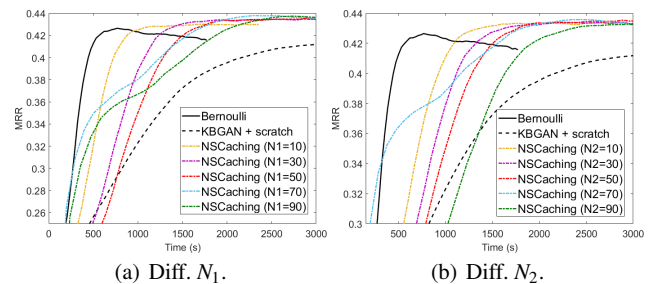 0.44
0.42
0.4
0.38
0.36
0.34
0.32
0.3
0.28
0.26
MRR
0
500
1000
1500
2000
2500
3000
Time (s)
Bernoulli
KBGAN + scratch
NSCaching (N1=10)
NSCaching (N1=30)
NSCaching (N1=50)
NSCaching (N1=70)
NSCaching (N1=90)
(a) Diff. N1.
0.44
0.42
0.4
0.38
0.36
0.34
0.32
0.3
MRR
0
500
1000
1500
2000
2500
3000
Time (s)
Bernoulli
KBGAN + scratch
NSCaching (N2=10)
NSCaching (N2=30)
NSCaching (N2=50)
NSCaching (N2=70)
NSCaching (N2=90)
(b) Diff. N2.